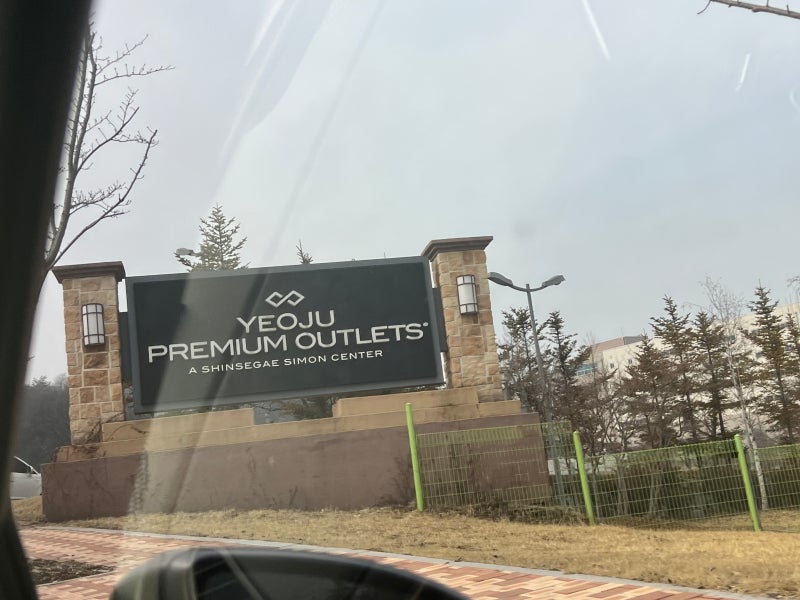 YEOJU
PREMIUM OUTLETS®
A SHINSEGAE SIMON CENTER